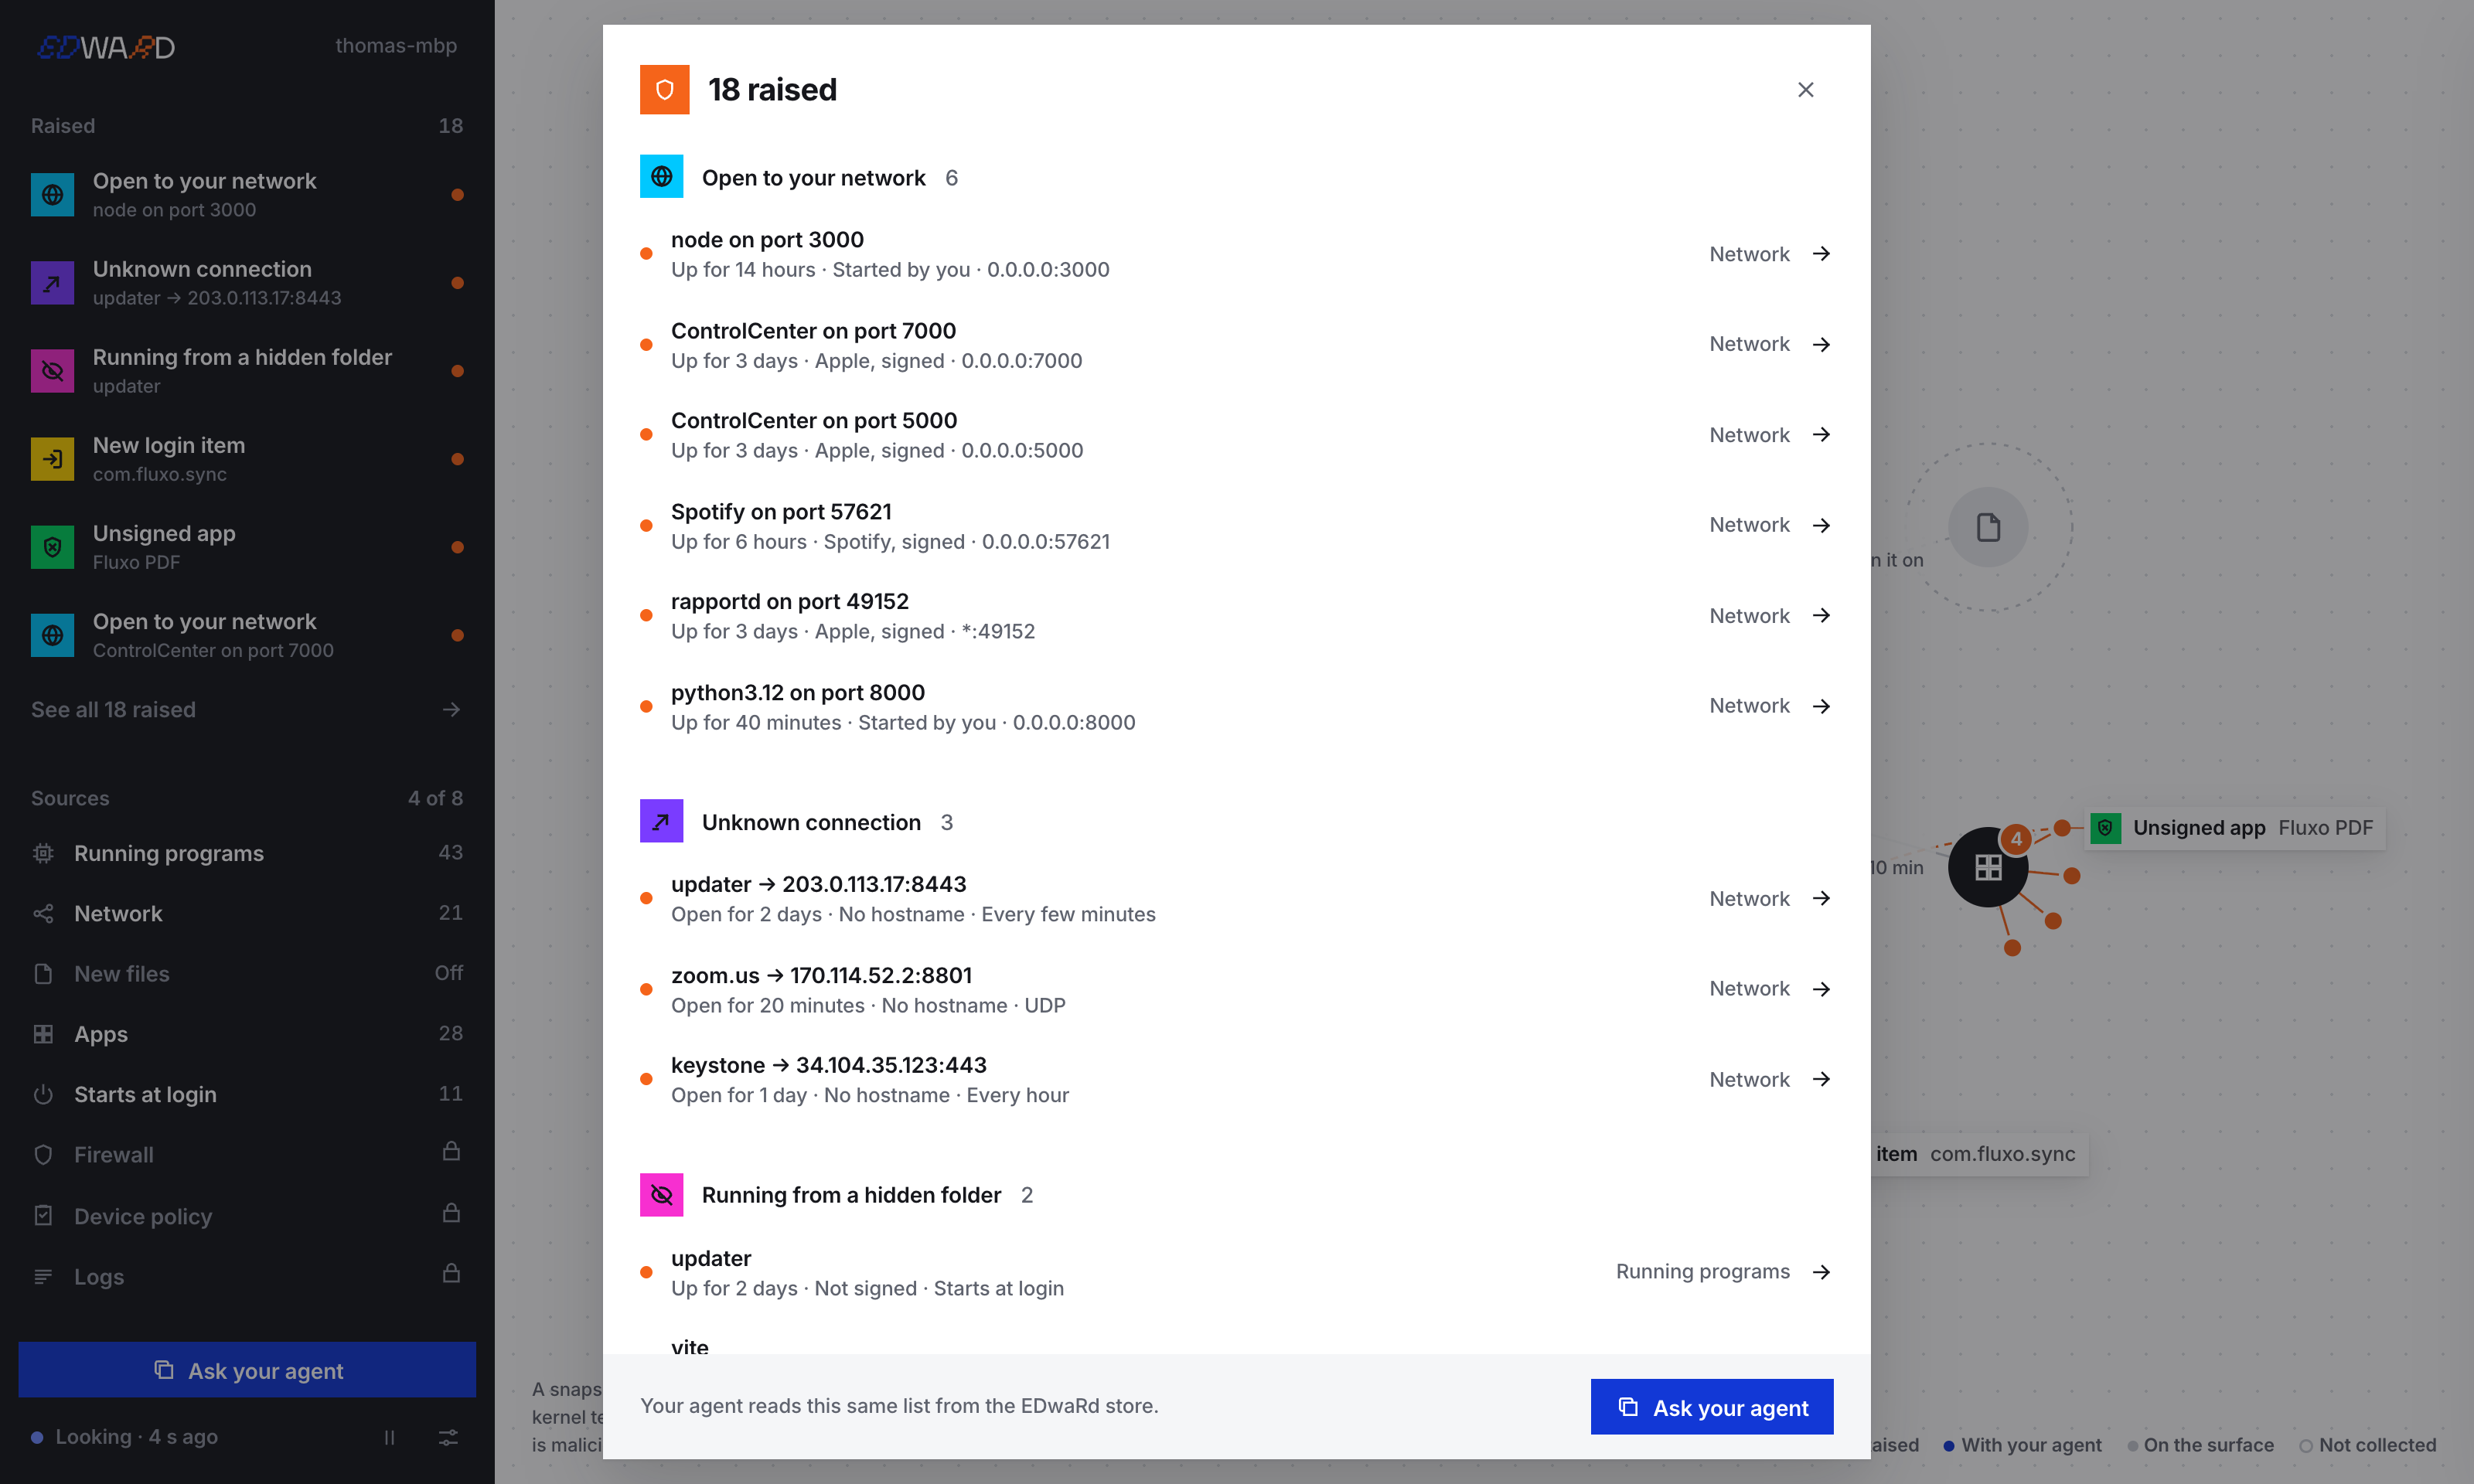 EDWARD
thomas-mbp
Raised 18
Open to your network
node on port 3000
Unknown connection
updater → 203.0.113.17:8443
Running from a hidden folder
updater
New login item
com.fluxo.sync
Unsigned app
Fluxo PDF
Open to your network
ControlCenter on port 7000
See all 18 raised →
Sources 4 of 8
Running programs 43
Network 21
New files Off
Apps 28
Starts at login 11
Firewall
Device policy
Logs
Ask your agent
Looking · 4 s ago
18 raised
Open to your network 6
node on port 3000
Up for 14 hours · Started by you · 0.0.0.0:3000
Network →
ControlCenter on port 7000
Up for 3 days · Apple, signed · 0.0.0.0:7000
Network →
ControlCenter on port 5000
Up for 3 days · Apple, signed · 0.0.0.0:5000
Network →
Spotify on port 57621
Up for 6 hours · Spotify, signed · 0.0.0.0:57621
Network →
rapportd on port 49152
Up for 3 days · Apple, signed · *:49152
Network →
python3.12 on port 8000
Up for 40 minutes · Started by you · 0.0.0.0:8000
Network →
Unknown connection 3
updater → 203.0.113.17:8443
Open for 2 days · No hostname · Every few minutes
Network →
zoom.us → 170.114.52.2:8801
Open for 20 minutes · No hostname · UDP
Network →
keystone → 34.104.35.123:443
Open for 1 day · No hostname · Every hour
Network →
Running from a hidden folder 2
updater
Up for 2 days · Not signed · Starts at login
Running programs →
vite
Your agent reads this same list from the EDwaRd store.
Ask your agent
n it on
10 min
4
Unsigned app Fluxo PDF
item com.fluxo.sync
A snaps
kernel te
is malici
aised
With your agent
On the surface
Not collected